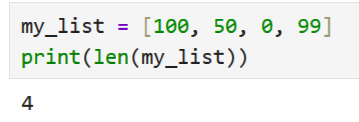 my_list = [100, 50, 0, 99]
print(len(my_list))
4